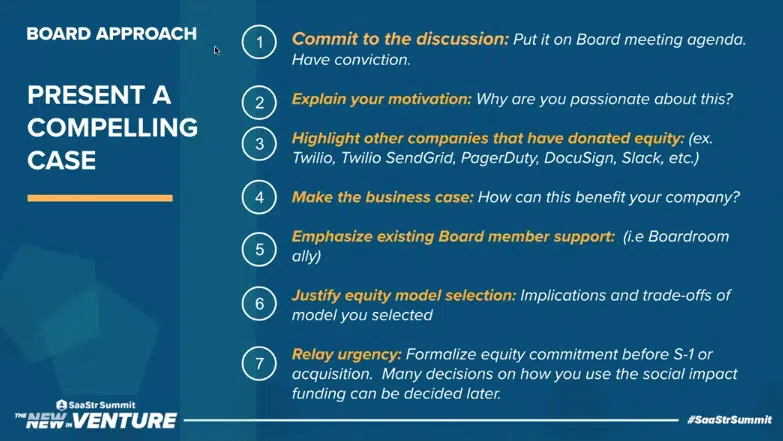 BOARD APPROACH
PRESENT A
COMPELLING
CASE
1 Commit to the discussion: Put it on Board meeting agenda.
Have conviction.
2 Explain your motivation: Why are you passionate about this?
3 Highlight other companies that have donated equity: (ex.
Twilio, Twilio SendGrid, PagerDuty, DocuSign, Slack, etc.)
4 Make the business case: How can this benefit your company?
5 Emphasize existing Board member support: (i.e Boardroom
ally)
6 Justify equity model selection: Implications and trade-offs of
model you selected
7 Relay urgency: Formalize equity commitment before S-1 or
acquisition. Many decisions on how you use the social impact
funding can be decided later.
SaaStr Summit
THE NEW IN VENTURE
#SaaStrSummit